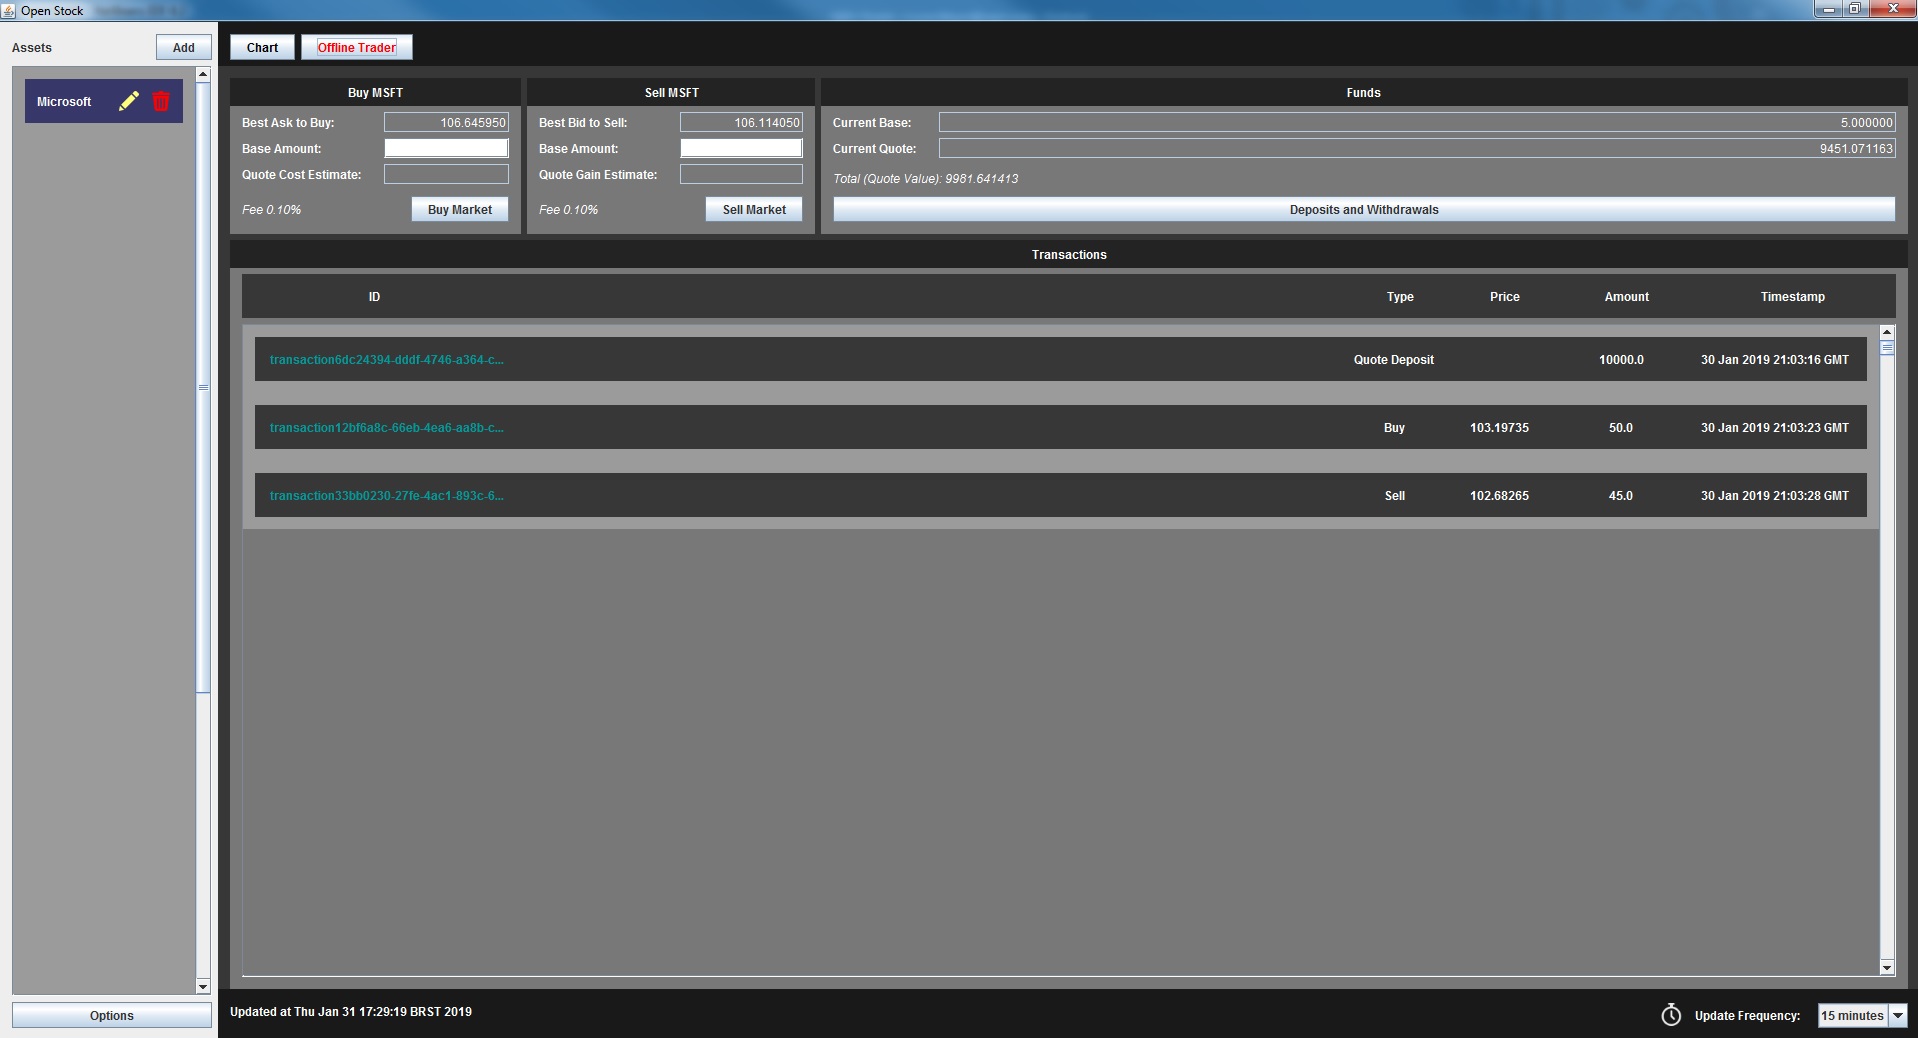 Open Stock
Assets
Add
Chart
Offline Trader
Microsoft
Buy MSFT
Best Ask to Buy: 106.645950
Base Amount:
Quote Cost Estimate:
Fee 0.10%
Buy Market
Sell MSFT
Best Bid to Sell: 106.114050
Base Amount:
Quote Gain Estimate:
Fee 0.10%
Sell Market
Funds
Current Base: 5.000000
Current Quote: 9451.071163
Total (Quote Value): 9981.641413
Deposits and Withdrawals
Transactions
ID Type Price Amount Timestamp
transaction6dc24394-dddf-4746-a364-c... Quote Deposit 10000.0 30 Jan 2019 21:03:16 GMT
transaction12bf6a8c-66eb-4ea6-aa8b-c... Buy 103.19735 50.0 30 Jan 2019 21:03:23 GMT
transaction33bb0230-27fe-4ac1-893c-6... Sell 102.68265 45.0 30 Jan 2019 21:03:28 GMT
Options
Updated at Thu Jan 31 17:29:19 BRST 2019
Update Frequency: 15 minutes